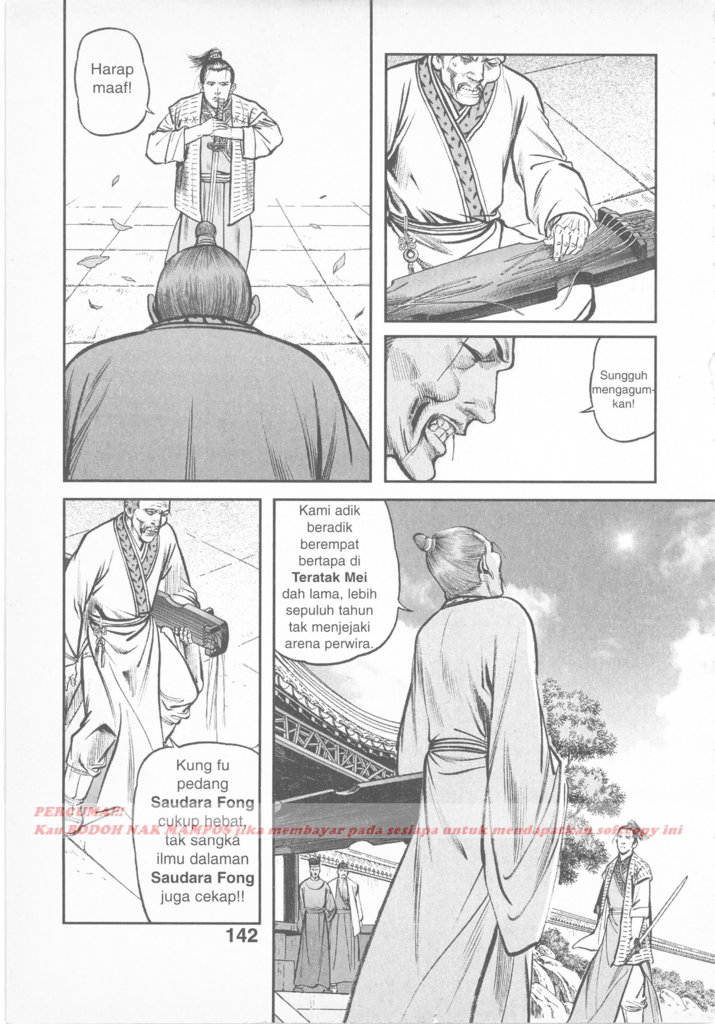 Harap
maaf!
Sungguh
mengagum-
kan!
Kung fu
pedang
Saudara Fong
cukup hebat,
tak sangka
ilmu dalaman
Saudara Fong
juga cekap!!
Kami adik
beradik
berempat
bertapa di
Teratak Mei
dah lama, lebih
sepuluh tahun
tak menjejaki
arena perwira.
PERCUMA!!!
Kau BODOH NAK MAMPOS jika membayar pada sesiapa untuk mendapatkan softcopy ini
142